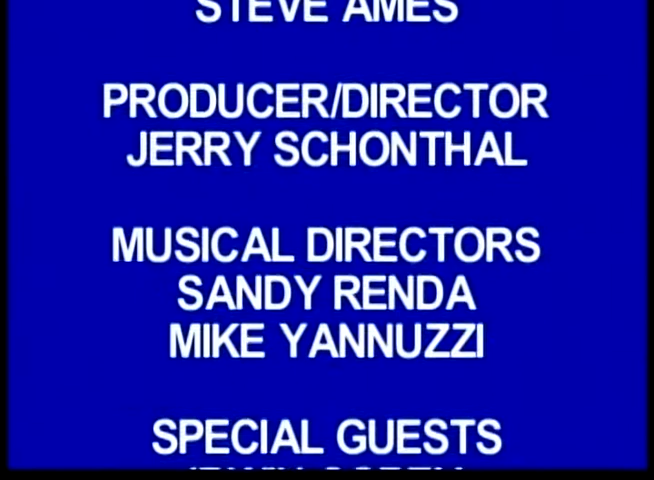 STEVE AMES
PRODUCER/DIRECTOR
JERRY SCHONTHAL
MUSICAL DIRECTORS
SANDY RENDA
MIKE YANNUZZI
SPECIAL GUESTS